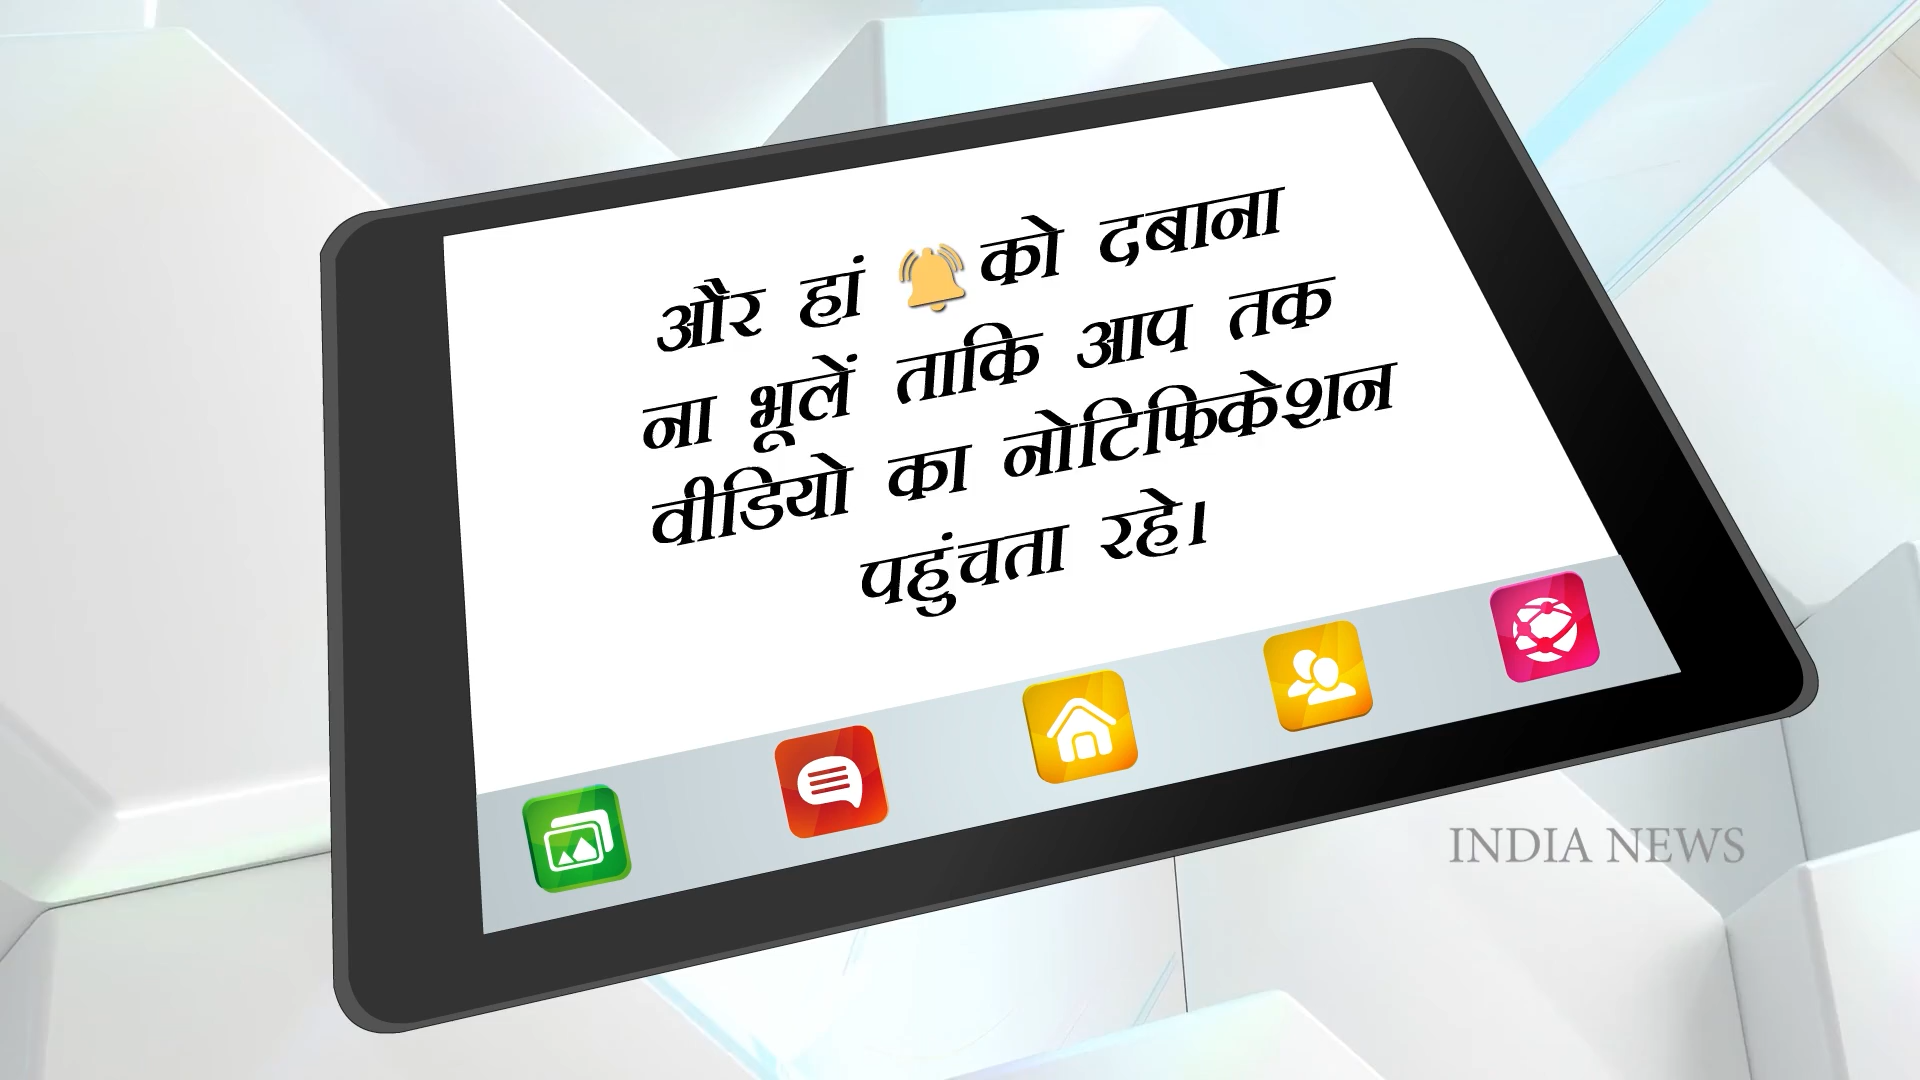 और हां 🔔 को दबाना
ना भूलें ताकि आप तक
वीडियो का नोटिफिकेशन
पहुंचता रहे।
INDIA NEWS